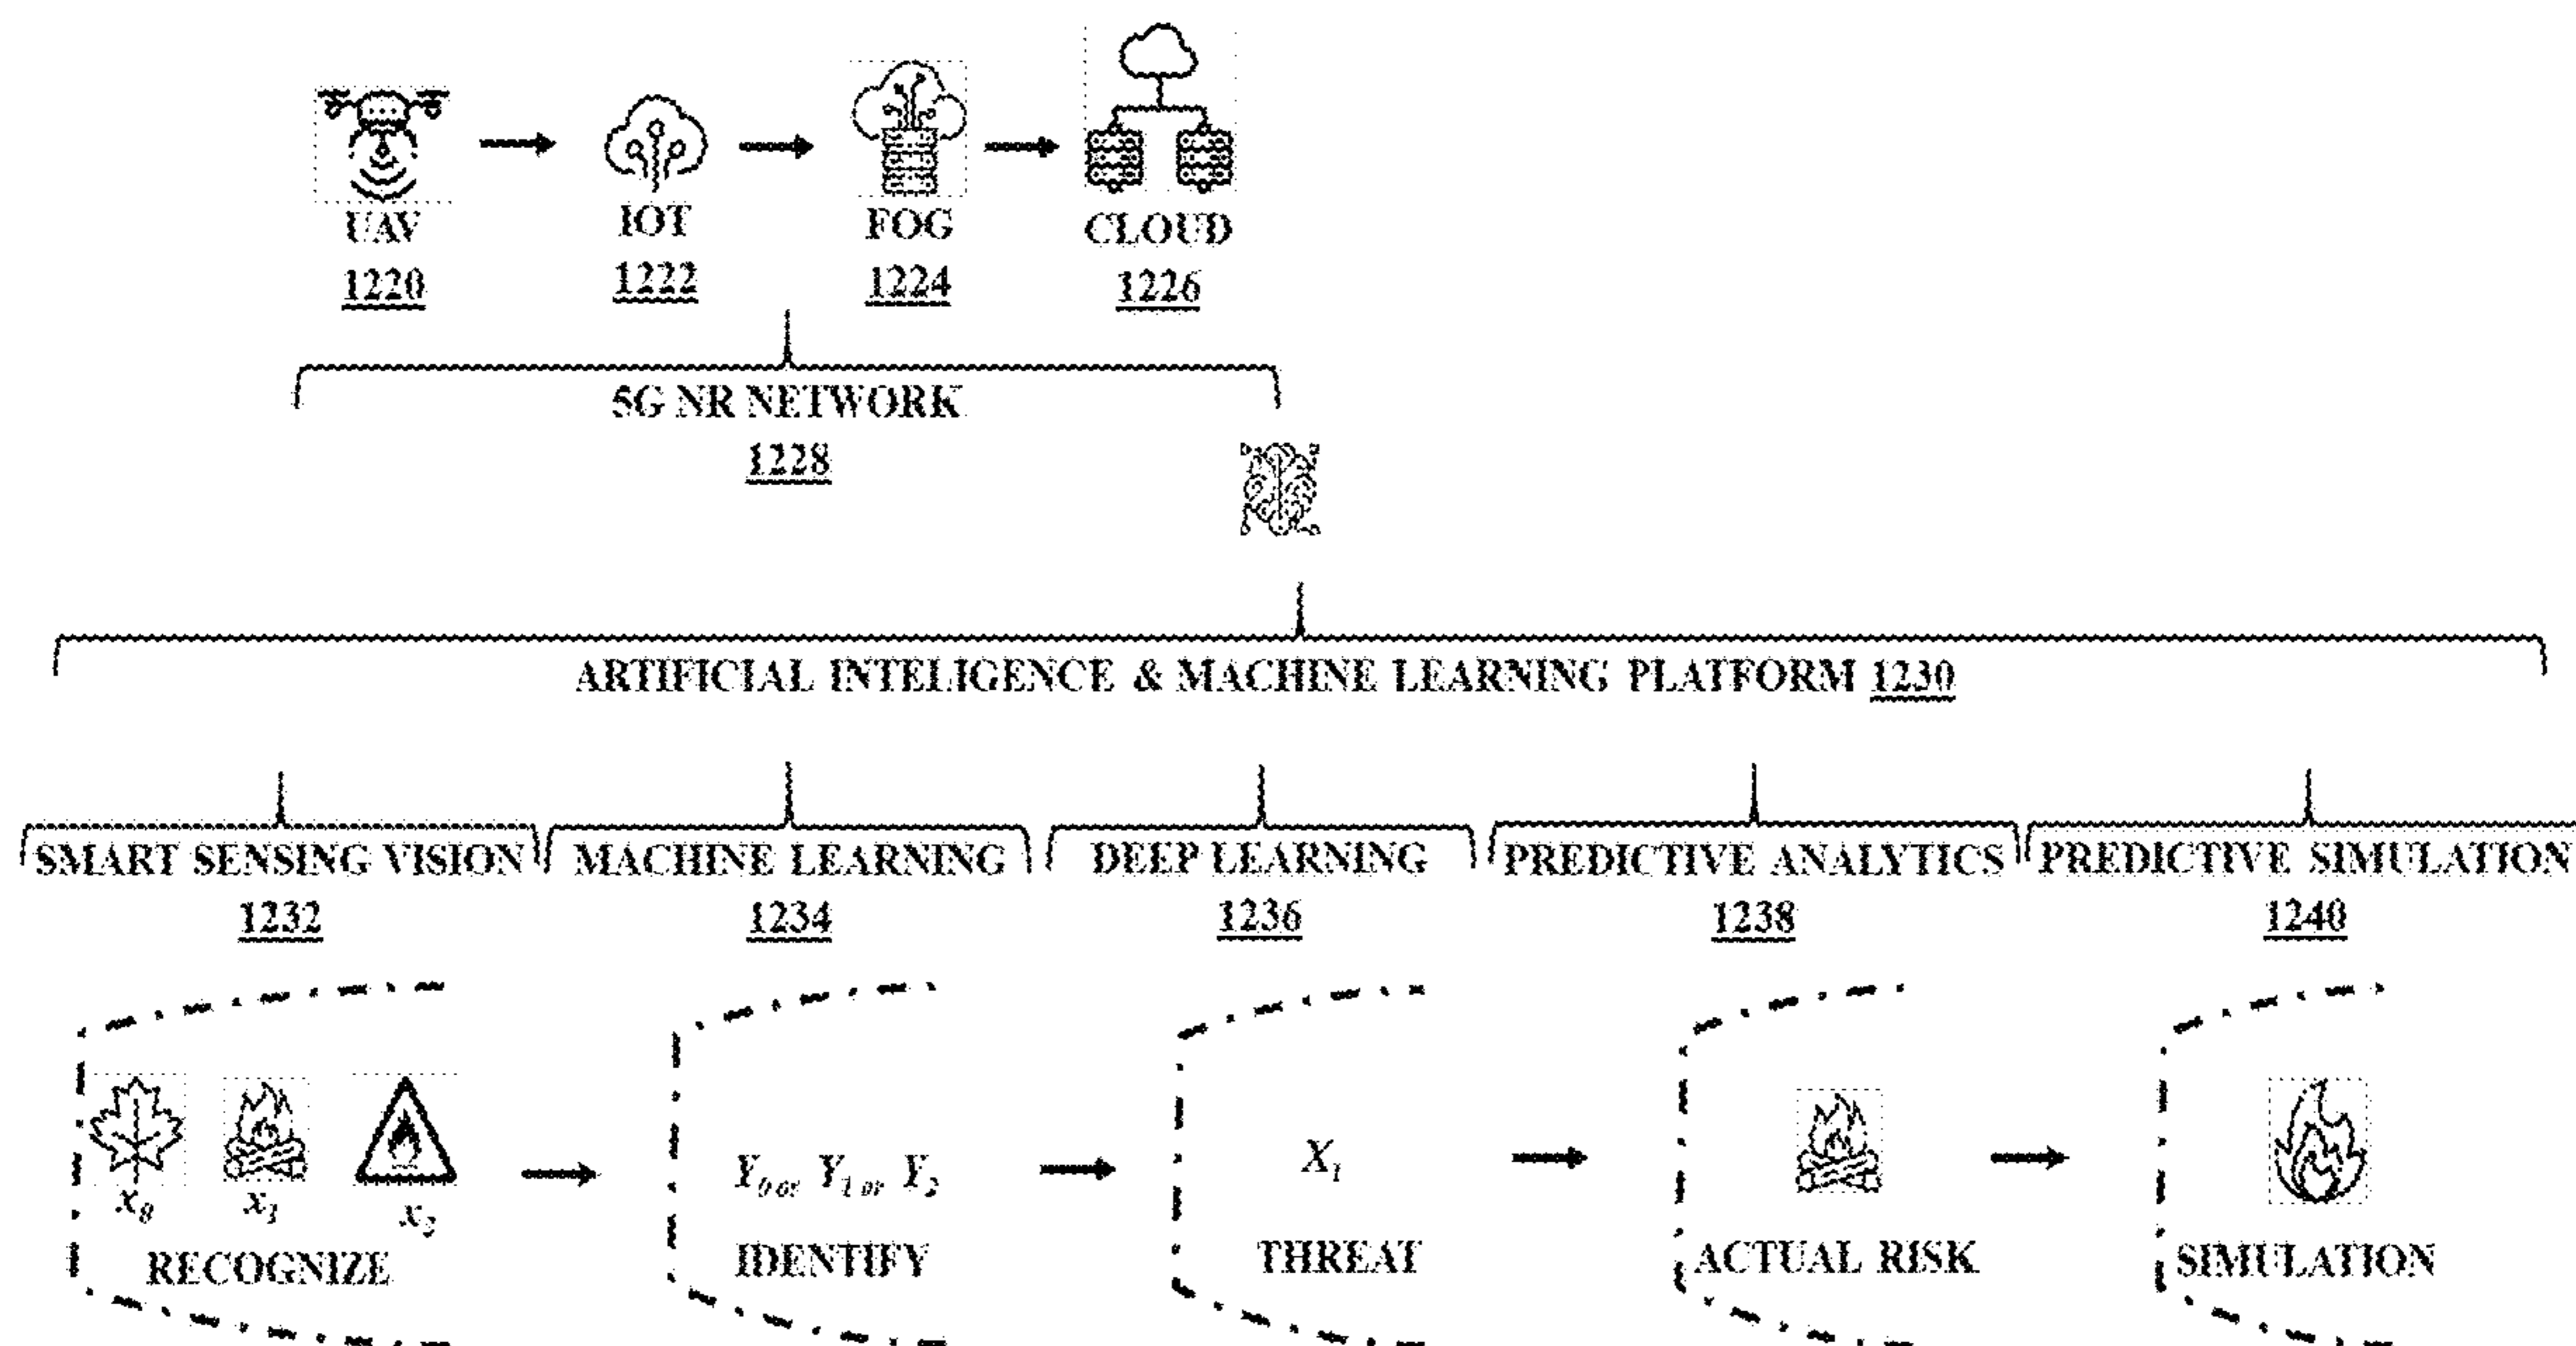 UAV IOT FOG CLOUD
1220 1222 1224 1226
5G NR NETWORK
1228
ARTIFICIAL INTELIGENCE & MACHINE LEARNING PLATFORM 1230
SMART SENSING VISION MACHINE LEARNING DEEP LEARNING PREDICTIVE ANALYTICS PREDICTIVE SIMULATION
1232 1234 1236 1238 1240
x0 x1 x2 Y0 or Y1 or Y2 X1
RECOGNIZE IDENTIFY THREAT ACTUAL RISK SIMULATION